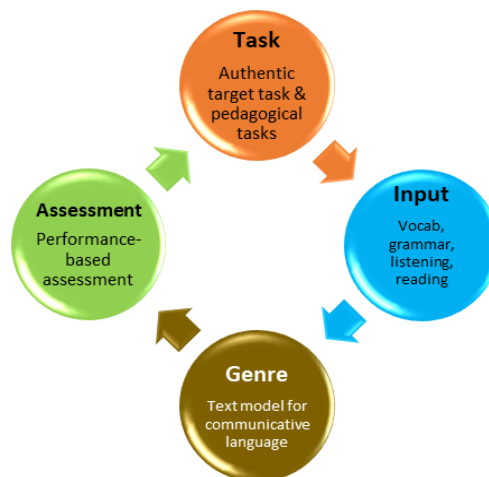 Task
Authentic
target task &
pedagogical
tasks
Input
Vocab,
grammar,
listening,
reading
Genre
Text model for
communicative
language
Assessment
Performance-
based
assessment